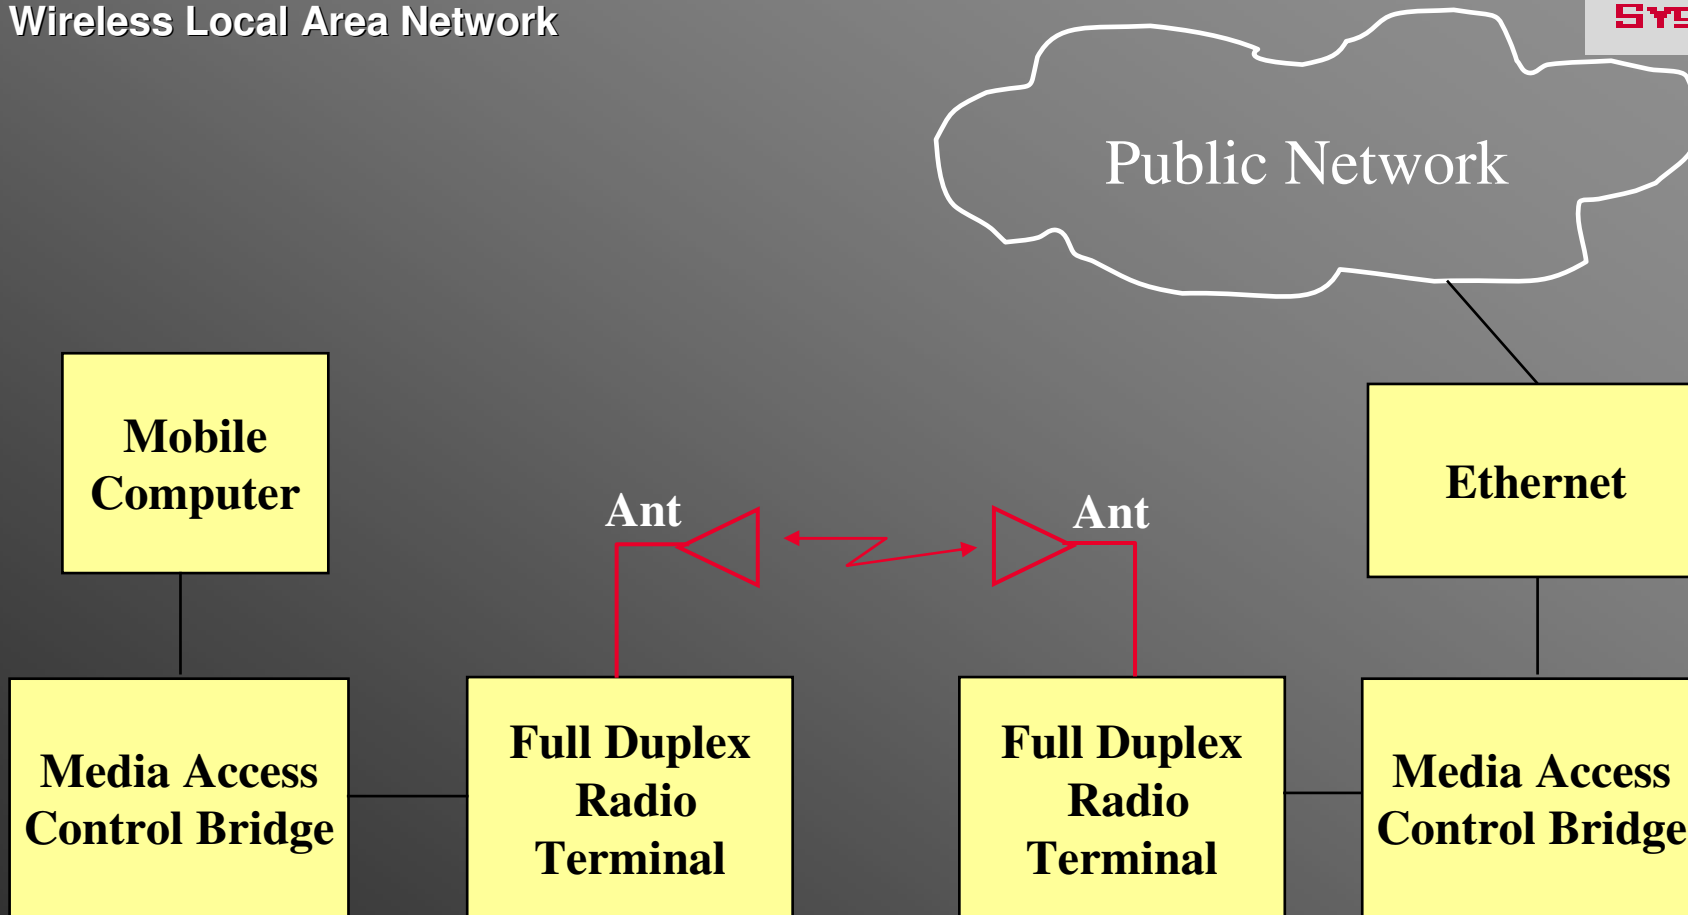 Wireless Local Area Network
Public Network
Mobile
Computer
Ant
Ant
Ethernet
Media Access
Control Bridge
Full Duplex
Radio
Terminal
Full Duplex
Radio
Terminal
Media Access
Control Bridge